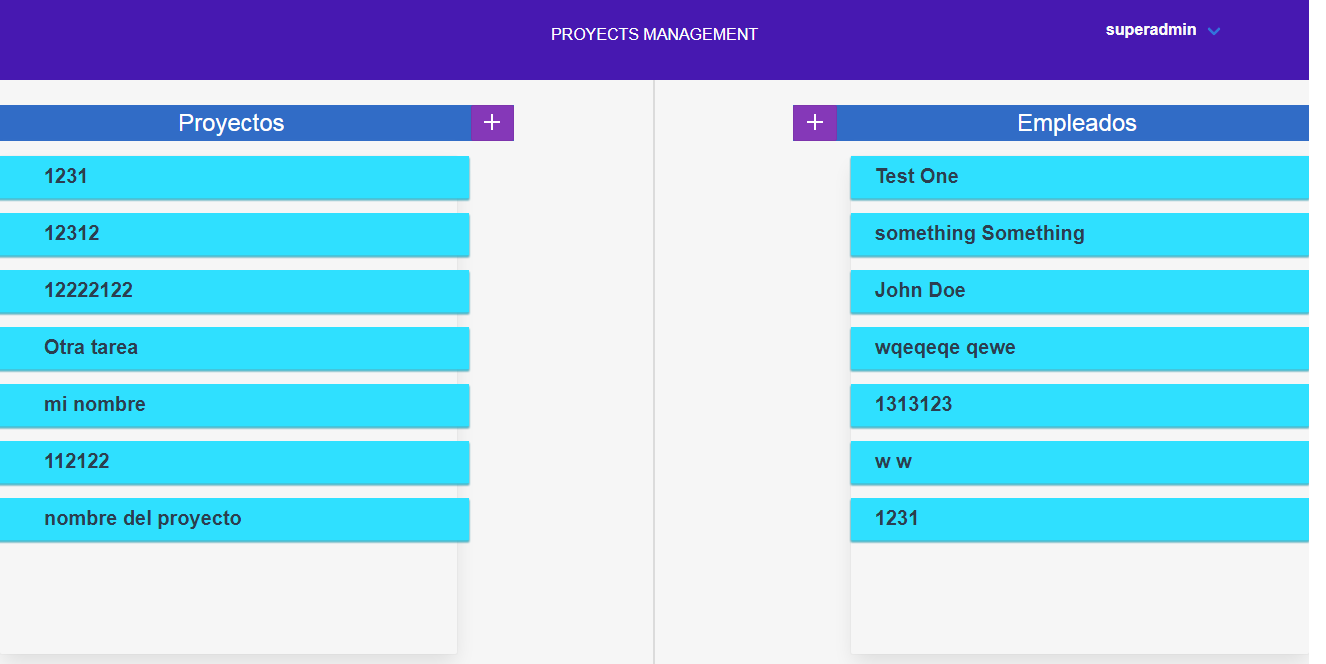 PROYECTS MANAGEMENT
superadmin
Proyectos
+
1231
12312
12222122
Otra tarea
mi nombre
112122
nombre del proyecto
+
Empleados
Test One
something Something
John Doe
wqeqeqe qewe
1313123
w w
1231